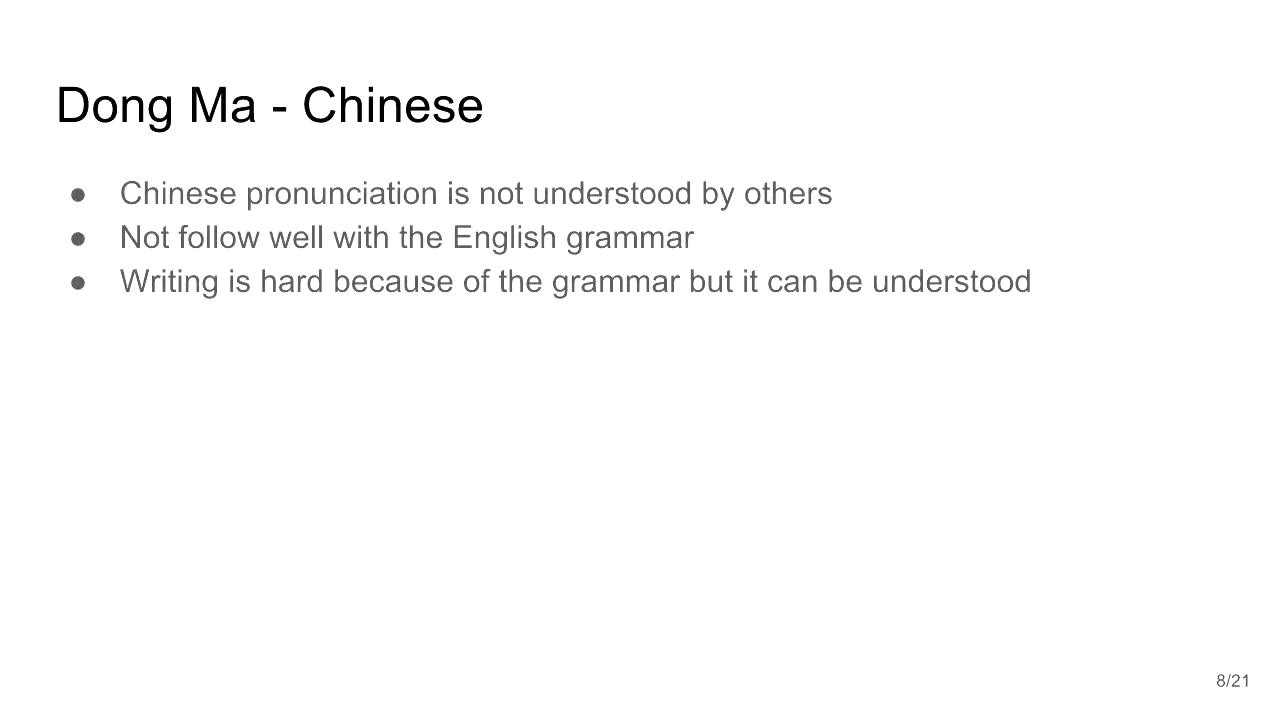 Dong Ma - Chinese
● Chinese pronunciation is not understood by others
● Not follow well with the English grammar
● Writing is hard because of the grammar but it can be understood
8/21